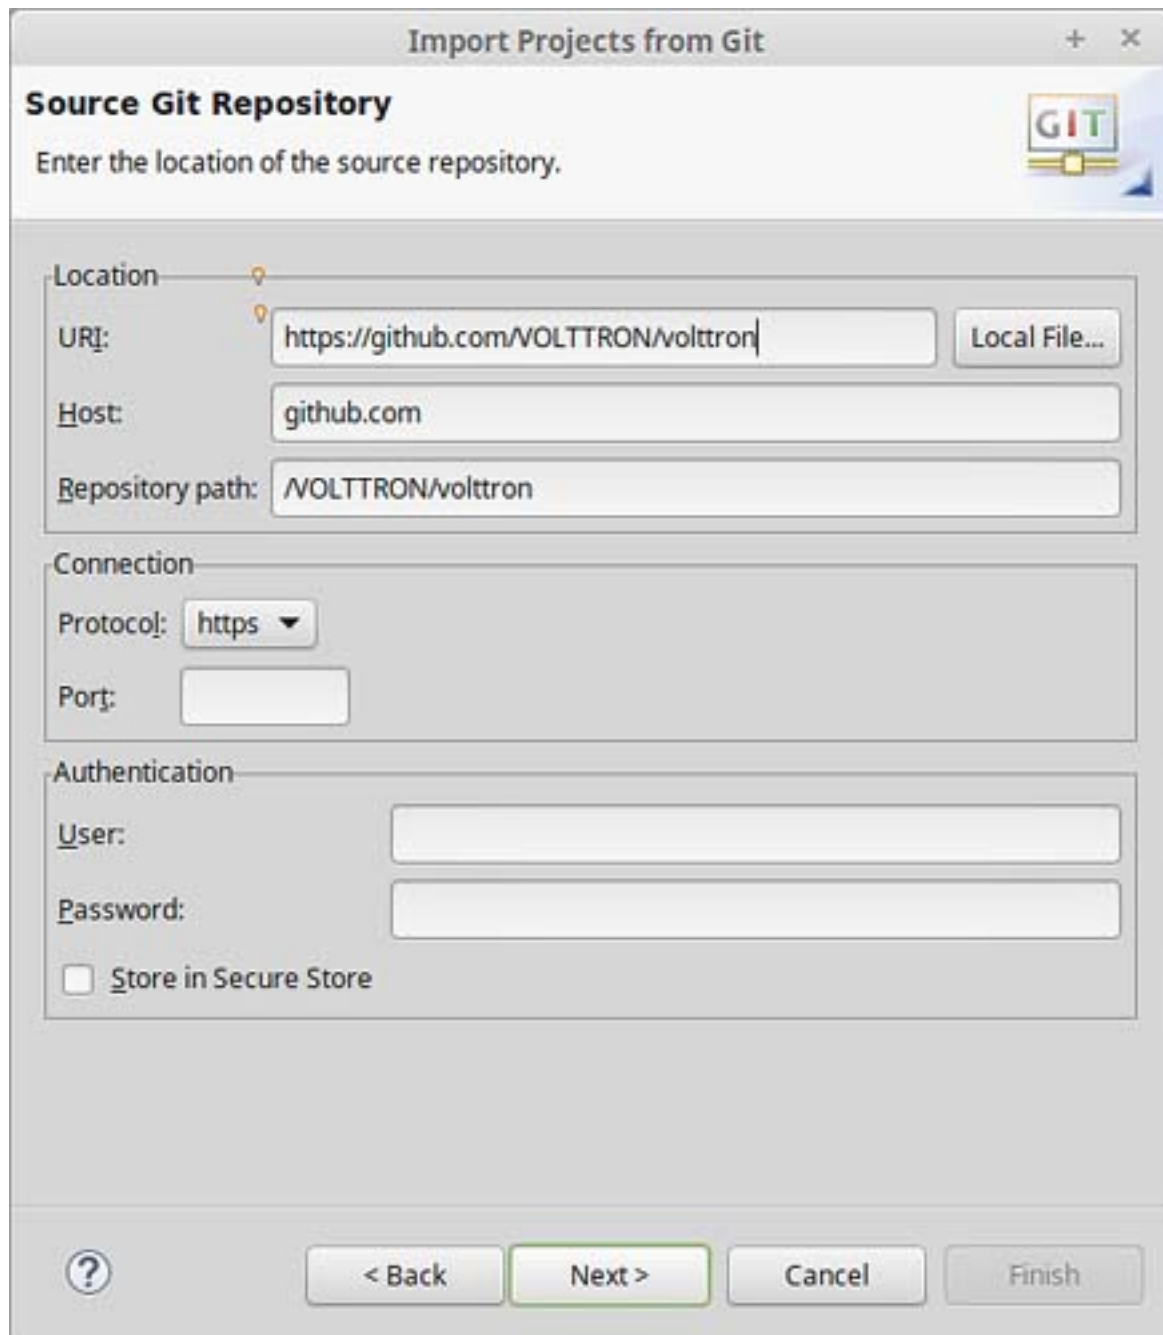 Import Projects from Git
Source Git Repository
GIT
Enter the location of the source repository.
Location
URI: https://github.com/VOLTTRON/volttron Local File...
Host: github.com
Repository path: /VOLTTRON/volttron
Connection
Protocol: https
Port:
Authentication
User:
Password:
Store in Secure Store
? < Back Next > Cancel Finish